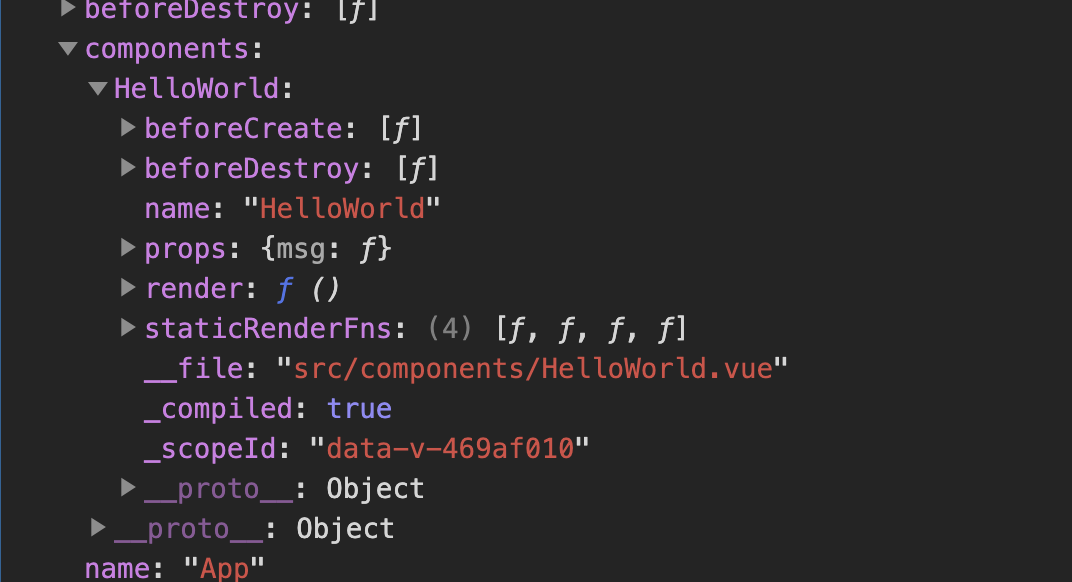 beforeDestroy: [ƒ]
components:
HelloWorld:
beforeCreate: [ƒ]
beforeDestroy: [ƒ]
name: "HelloWorld"
props: {msg: ƒ}
render: ƒ ()
staticRenderFns: (4) [ƒ, ƒ, ƒ, ƒ]
__file: "src/components/HelloWorld.vue"
_compiled: true
_scopeId: "data-v-469af010"
__proto__: Object
__proto__: Object
name: "App"